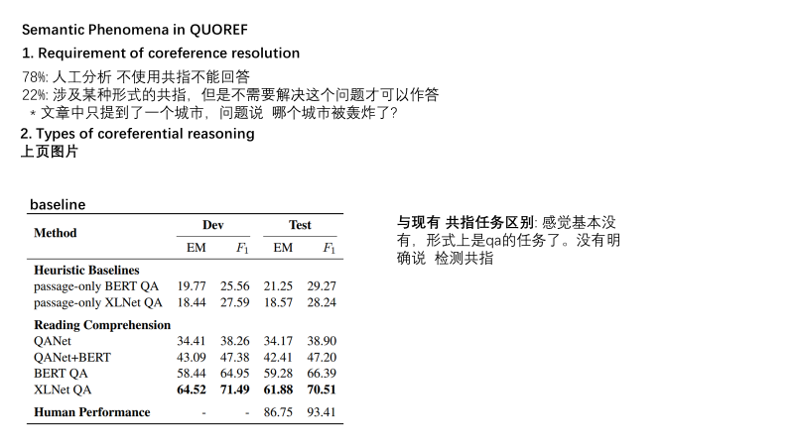 Semantic Phenomena in QUOREF
1. Requirement of coreference resolution
78%: 人工分析 不使用共指不能回答
22%: 涉及某种形式的共指，但是不需要解决这个问题才可以作答
* 文章中只提到了一个城市，问题说 哪个城市被轰炸了?
2. Types of coreferential reasoning
上页图片
baseline
Method Dev Test
EM F1 EM F1
Heuristic Baselines
passage-only BERT QA 19.77 25.56 21.25 29.27
passage-only XLNet QA 18.44 27.59 18.57 28.24
Reading Comprehension
QANet 34.41 38.26 34.17 38.90
QANet+BERT 43.09 47.38 42.41 47.20
BERT QA 58.44 64.95 59.28 66.39
XLNet QA 64.52 71.49 61.88 70.51
Human Performance - - 86.75 93.41
与现有 共指任务区别: 感觉基本没
有，形式上是qa的任务了。没有明
确说 检测共指